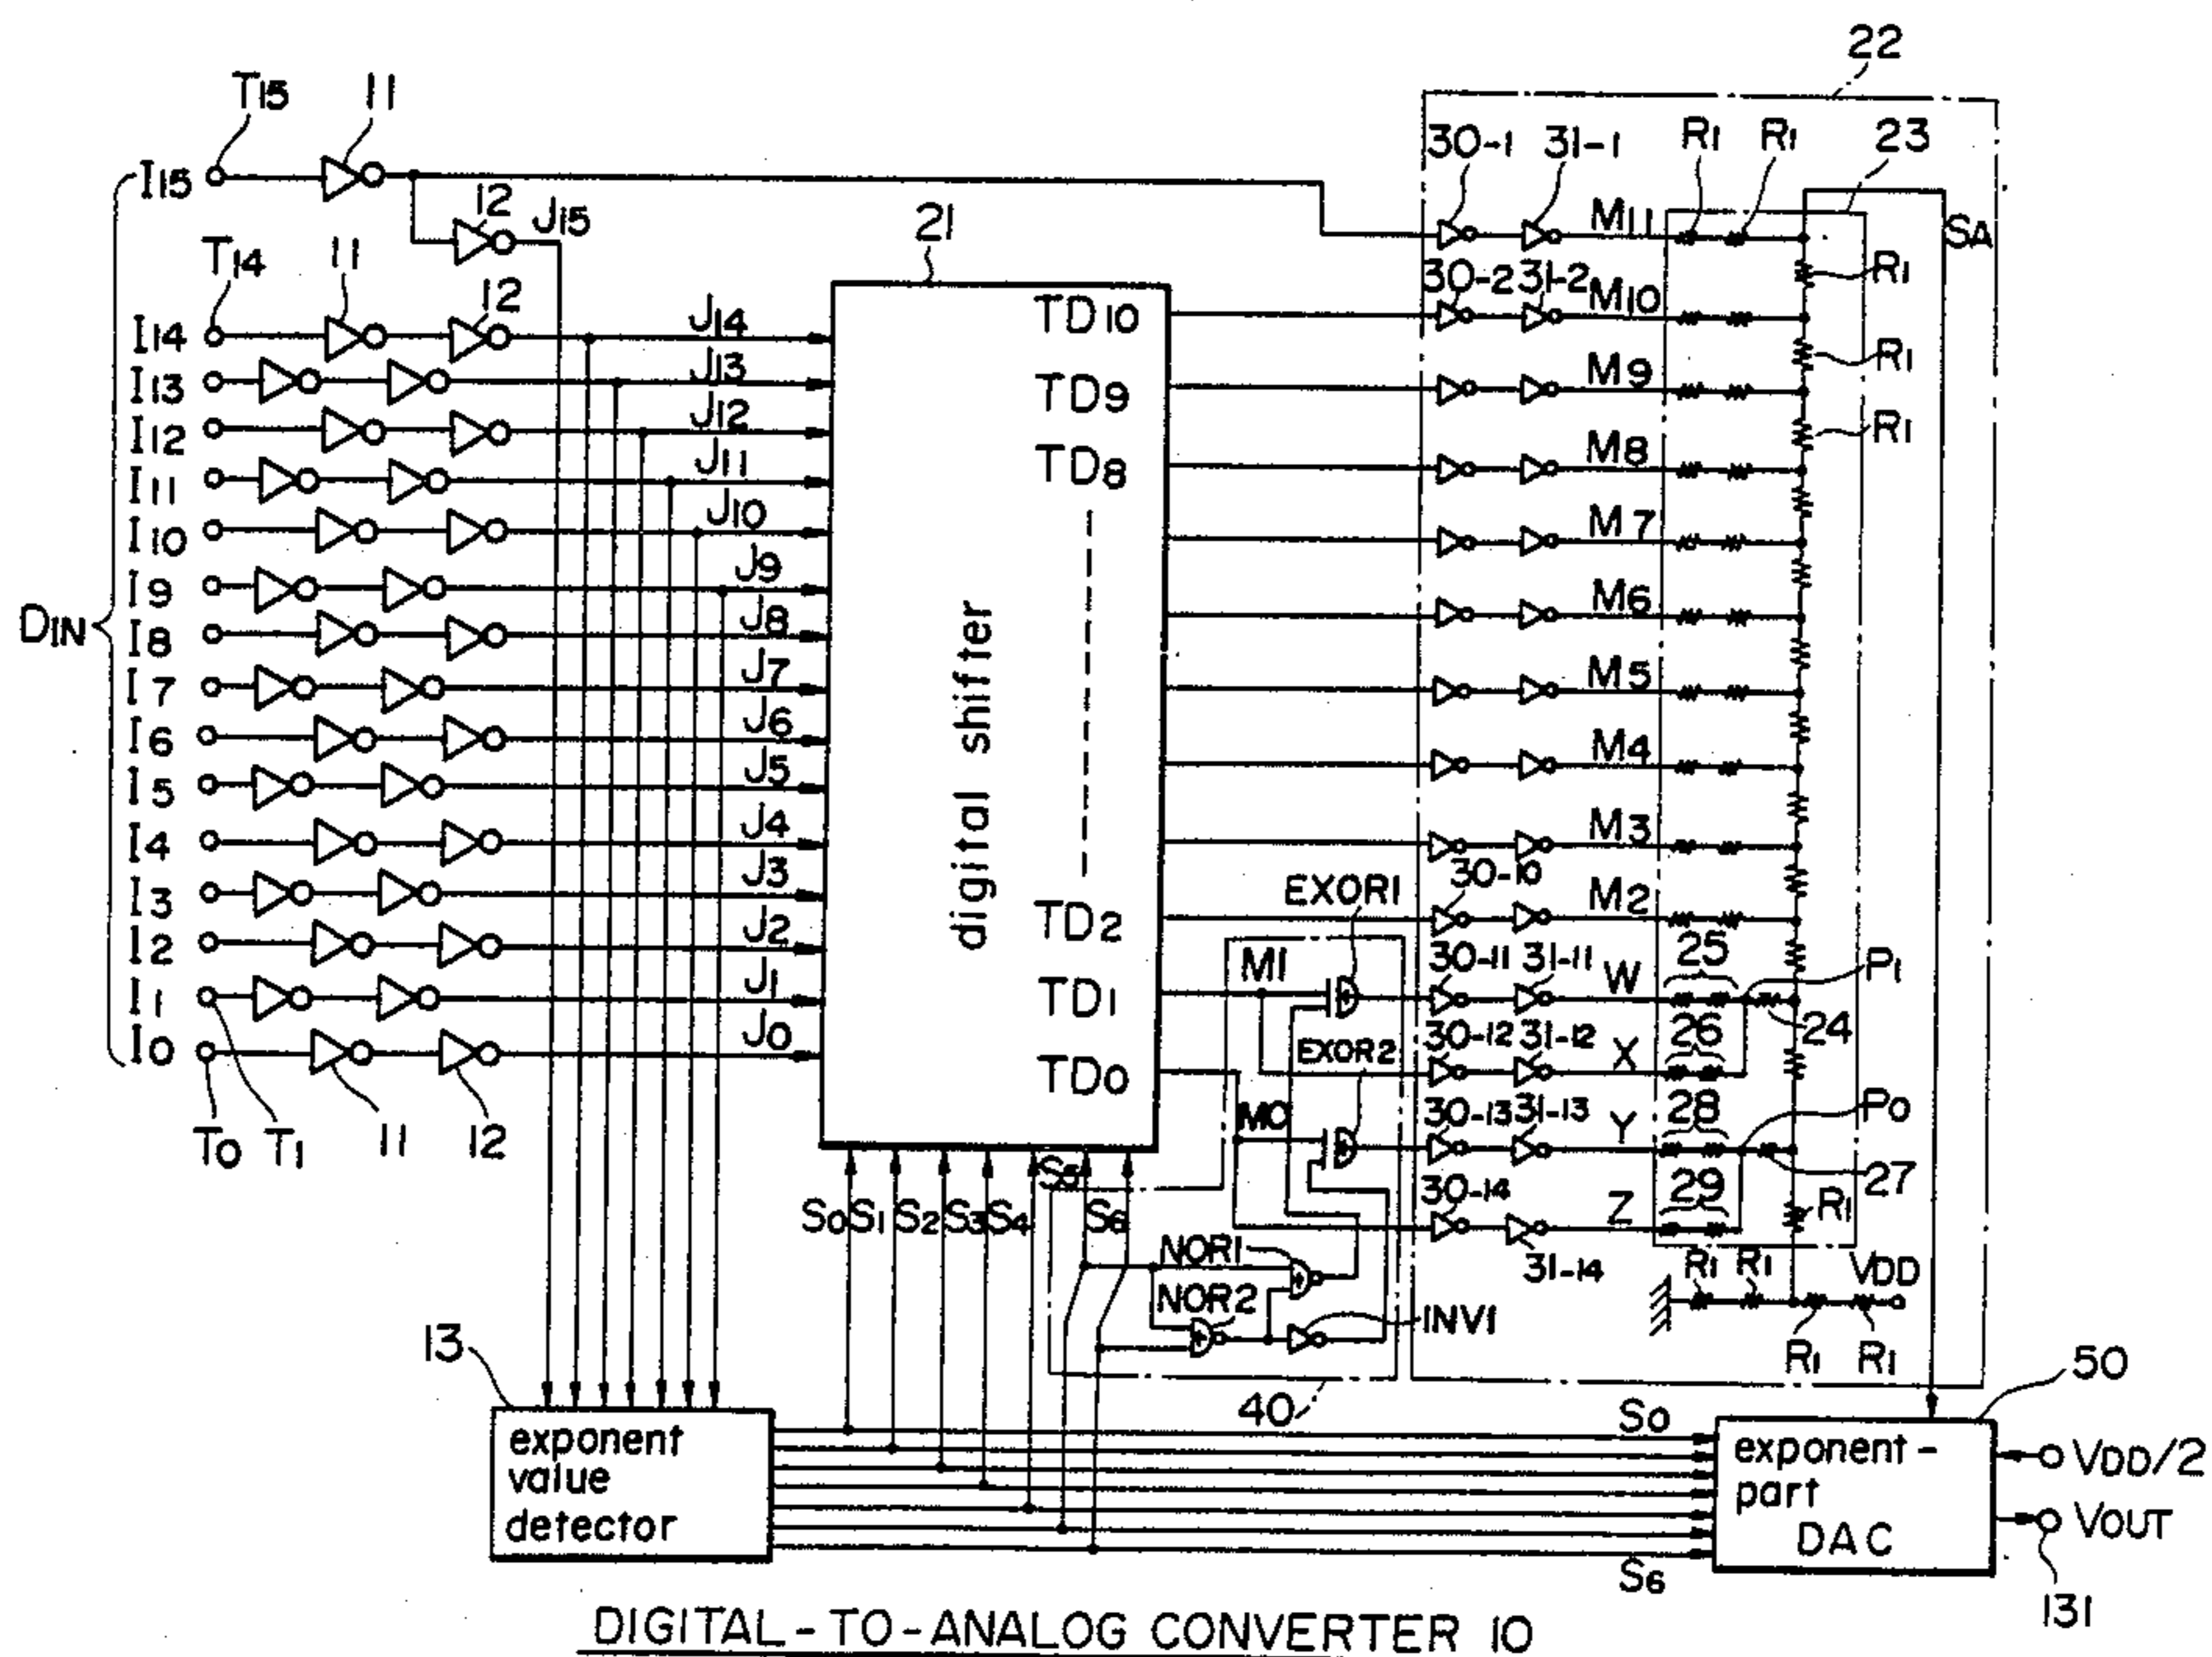 22
T15
11
I15
12
J15
30-1
31-1
R1
R1
23
M11
SA
T14
11
12
21
30-2
31-2
M10
R1
I14
J14
TD10
I13
J13
TD9
M9
R1
I12
J12
R1
I11
J11
TD8
M8
I10
J10
M7
I9
J9
DIN
I8
J8
M6
I7
J7
M5
I6
J6
M4
I5
J5
digital shifter
I4
J4
M3
I3
J3
EXOR1
30-10
I2
J2
TD2
M2
25
P1
I1
J1
TD1
M1
30-11
31-11
W
24
I0
J0
TD0
EXOR2
30-12
31-12
X
26
T0
T1
11
12
M0
30-13
31-13
Y
28
P0
27
30-14
Z
29
R1
31-14
S0
S1
S2
S3
S4
S5
S6
NOR1
NOR2
INV1
R1
R1
VDD
R1
R1
40
50
13
exponent
value
detector
S0
S6
exponent-
part
DAC
VDD/2
VOUT
131
DIGITAL-TO-ANALOG CONVERTER 10